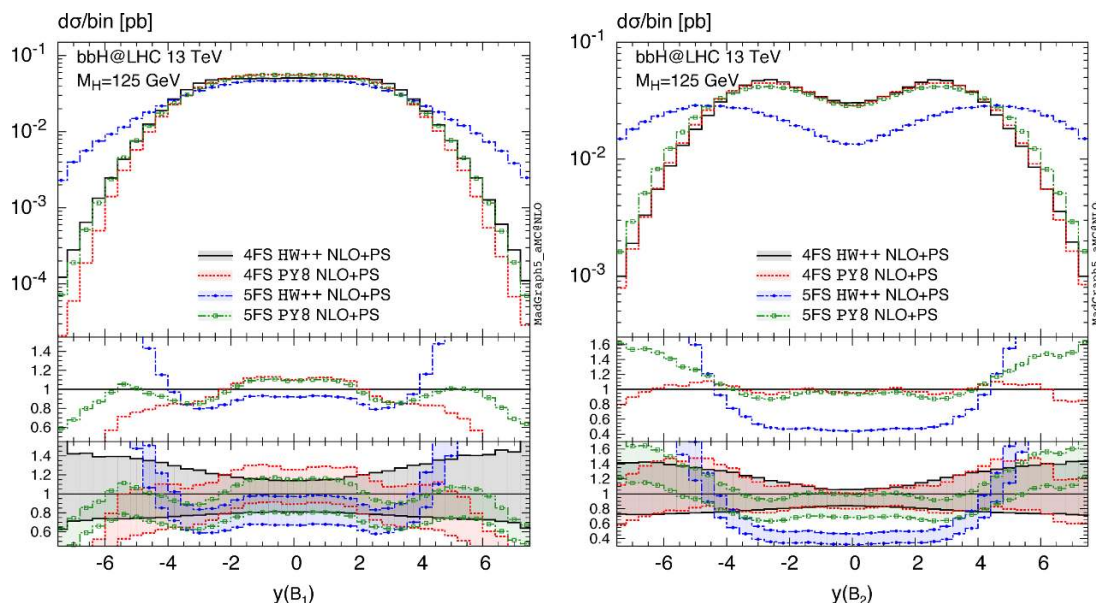 dσ/bin [pb]
10⁻¹
bbH@LHC 13 TeV
M_H=125 GeV
10⁻²
10⁻³
10⁻⁴
4FS HW++ NLO+PS
4FS PY8 NLO+PS
5FS HW++ NLO+PS
5FS PY8 NLO+PS
MadGraph5_aMC@NLO
1.4
1.2
1
0.8
0.6
1.4
1.2
1
0.8
0.6
-6 -4 -2 0 2 4 6
y(B₁)
dσ/bin [pb]
10⁻¹
bbH@LHC 13 TeV
M_H=125 GeV
10⁻²
10⁻³
4FS HW++ NLO+PS
4FS PY8 NLO+PS
5FS HW++ NLO+PS
5FS PY8 NLO+PS
MadGraph5_aMC@NLO
1.6
1.4
1.2
1
0.8
0.6
0.4
1.6
1.4
1.2
1
0.8
0.6
0.4
-6 -4 -2 0 2 4 6
y(B₂)